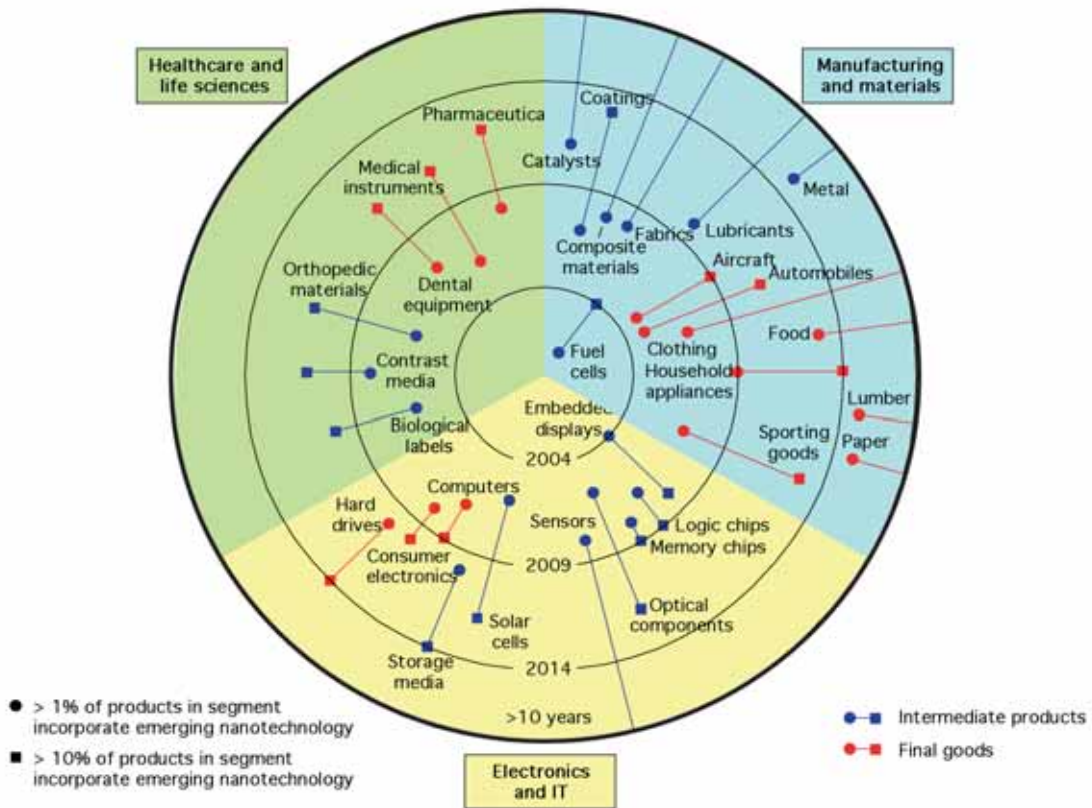 Healthcare and
life sciences
Manufacturing
and materials
Pharmaceutica
Coatings
Catalysts
Medical
instruments
Metal
Fabrics
Lubricants
Composite
materials
Aircraft
Automobiles
Orthopedic
materials
Dental
equipment
Food
Fuel
cells
Clothing
Household
appliances
Contrast
media
Lumber
Biological
labels
Embedded
displays
Sporting
goods
Paper
2004
Computers
Hard
drives
Sensors
Logic chips
Memory chips
Consumer
electronics
2009
Optical
components
Solar
cells
Storage
media
2014
>10 years
> 1% of products in segment
incorporate emerging nanotechnology
> 10% of products in segment
incorporate emerging nanotechnology
Intermediate products
Final goods
Electronics
and IT